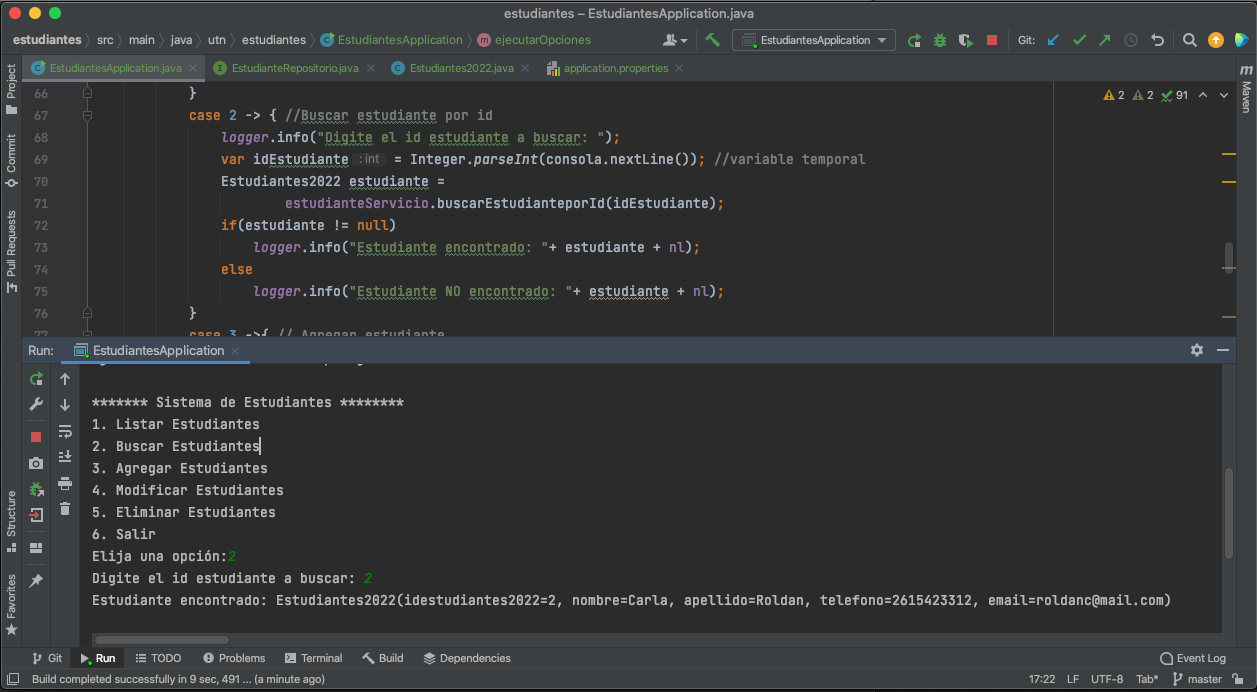 estudiantes – EstudiantesApplication.java
estudiantes › src › main › java › utn › estudiantes › EstudiantesApplication › ejecutarOpciones
EstudiantesApplication
Git:
EstudiantesApplication.java
EstudianteRepositorio.java
Estudiantes2022.java
application.properties
Project
Commit
Pull Requests
Structure
Favorites
m Maven
2 2 91
66 }
67 case 2 -> { //Buscar estudiante por id
68 logger.info("Digite el id estudiante a buscar: ");
69 var idEstudiante : int = Integer.parseInt(consola.nextLine()); //variable temporal
70 Estudiantes2022 estudiante =
71 estudianteServicio.buscarEstudianteporId(idEstudiante);
72 if(estudiante != null)
73 logger.info("Estudiante encontrado: "+ estudiante + nl);
74 else
75 logger.info("Estudiante NO encontrado: "+ estudiante + nl);
76 }
77 case 3 ->{ // Agregar estudiante
Run: EstudiantesApplication
******* Sistema de Estudiantes ********
1. Listar Estudiantes
2. Buscar Estudiantes
3. Agregar Estudiantes
4. Modificar Estudiantes
5. Eliminar Estudiantes
6. Salir
Elija una opción:2
Digite el id estudiante a buscar: 2
Estudiante encontrado: Estudiantes2022(idestudiantes2022=2, nombre=Carla, apellido=Roldan, telefono=2615423312, email=roldanc@mail.com)
Git Run TODO Problems Terminal Build Dependencies Event Log
Build completed successfully in 9 sec, 491 ... (a minute ago) 17:22 LF UTF-8 Tab* master